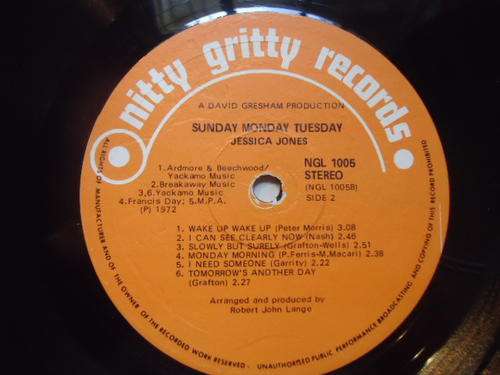 nitty gritty records
A DAVID GRESHAM PRODUCTION
SUNDAY MONDAY TUESDAY
JESSICA JONES
1.Ardmore & Beechwood/
Yackamo Music
2.Breakaway Music
3,6.Yackamo Music
4.Francis Day; S.M.P.A.
(P) 1972
NGL 1005
STEREO
(NGL 1005B)
SIDE 2
1. WAKE UP WAKE UP (Peter Morris) 3.08
2. I CAN SEE CLEARLY NOW (Nash) 2.46
3. SLOWLY BUT SURELY (Grafton-Wells) 2.51
4. MONDAY MORNING (P.Ferris-M.Macari) 2.38
5. I NEED SOMEONE (Garrity) 2.22
6. TOMORROW'S ANOTHER DAY
(Grafton) 2.27
Arranged and produced by
Robert John Lange
ALL RIGHTS OF MANUFACTURER AND OF THE OWNER OF THE RECORDED WORK RESERVED - UNAUTHORISED PUBLIC PERFORMANCE BROADCASTING AND COPYING OF THIS RECORD PROHIBITED